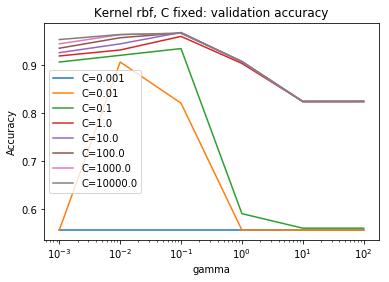 Kernel rbf, C fixed: validation accuracy
Accuracy
0.9
0.8
0.7
0.6
C=0.001
C=0.01
C=0.1
C=1.0
C=10.0
C=100.0
C=1000.0
C=10000.0
10⁻³ 10⁻² 10⁻¹ 10⁰ 10¹ 10²
gamma